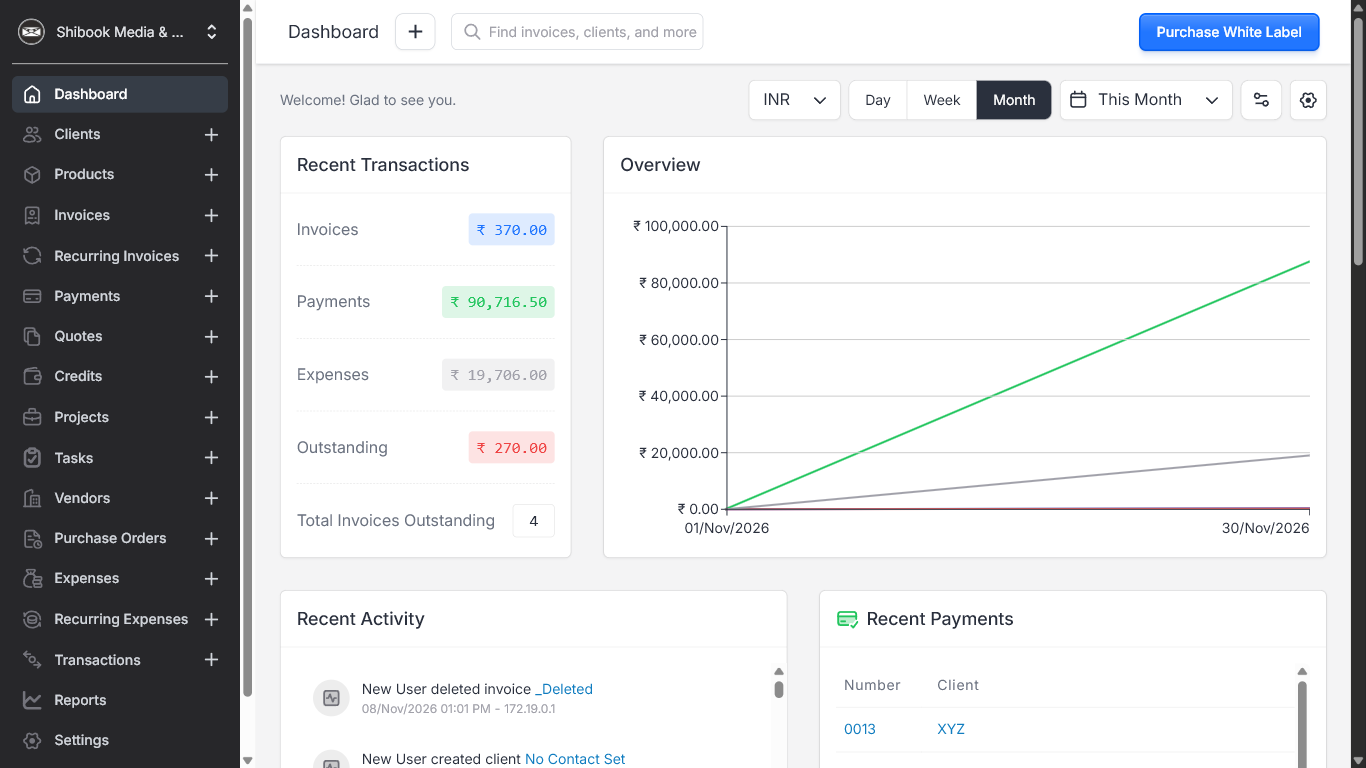 Shibook Media & ...
Dashboard
Clients
Products
Invoices
Recurring Invoices
Payments
Quotes
Credits
Projects
Tasks
Vendors
Purchase Orders
Expenses
Recurring Expenses
Transactions
Reports
Settings
Dashboard
Find invoices, clients, and more
Purchase White Label
Welcome! Glad to see you.
INR
Day Week Month
This Month
Recent Transactions
Invoices ₹ 370.00
Payments ₹ 90,716.50
Expenses ₹ 19,706.00
Outstanding ₹ 270.00
Total Invoices Outstanding 4
Overview
₹ 100,000.00
₹ 80,000.00
₹ 60,000.00
₹ 40,000.00
₹ 20,000.00
₹ 0.00
01/Nov/2026 30/Nov/2026
Recent Activity
New User deleted invoice _Deleted
08/Nov/2026 01:01 PM - 172.19.0.1
New User created client No Contact Set
Recent Payments
Number Client
0013 XYZ